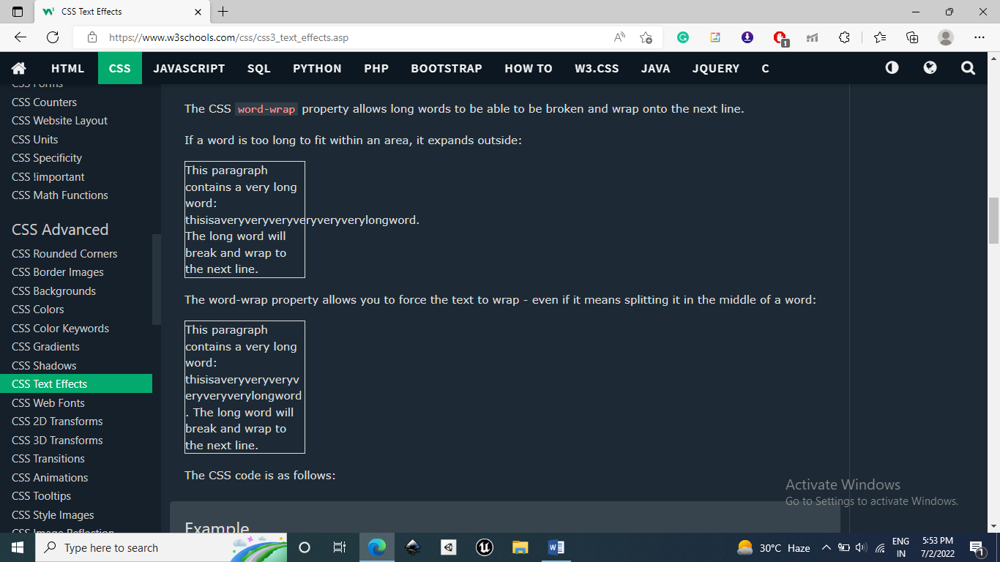 CSS Text Effects
https://www.w3schools.com/css/css3_text_effects.asp
1
HTML CSS JAVASCRIPT SQL PYTHON PHP BOOTSTRAP HOW TO W3.CSS JAVA JQUERY C
CSS Forms
CSS Counters
CSS Website Layout
CSS Units
CSS Specificity
CSS !important
CSS Math Functions
CSS Advanced
CSS Rounded Corners
CSS Border Images
CSS Backgrounds
CSS Colors
CSS Color Keywords
CSS Gradients
CSS Shadows
CSS Text Effects
CSS Web Fonts
CSS 2D Transforms
CSS 3D Transforms
CSS Transitions
CSS Animations
CSS Tooltips
CSS Style Images
CSS Image Reflection
The CSS word-wrap property allows long words to be able to be broken and wrap onto the next line.
If a word is too long to fit within an area, it expands outside:
This paragraph
contains a very long
word:
thisisaveryveryveryveryveryverylongword.
The long word will
break and wrap to
the next line.
The word-wrap property allows you to force the text to wrap - even if it means splitting it in the middle of a word:
This paragraph
contains a very long
word:
thisisaveryveryveryv
eryveryverylongword
. The long word will
break and wrap to
the next line.
The CSS code is as follows:
Example
Activate Windows
Go to Settings to activate Windows.
Type here to search
30°C Haze
ENG
IN
5:53 PM
7/2/2022
1